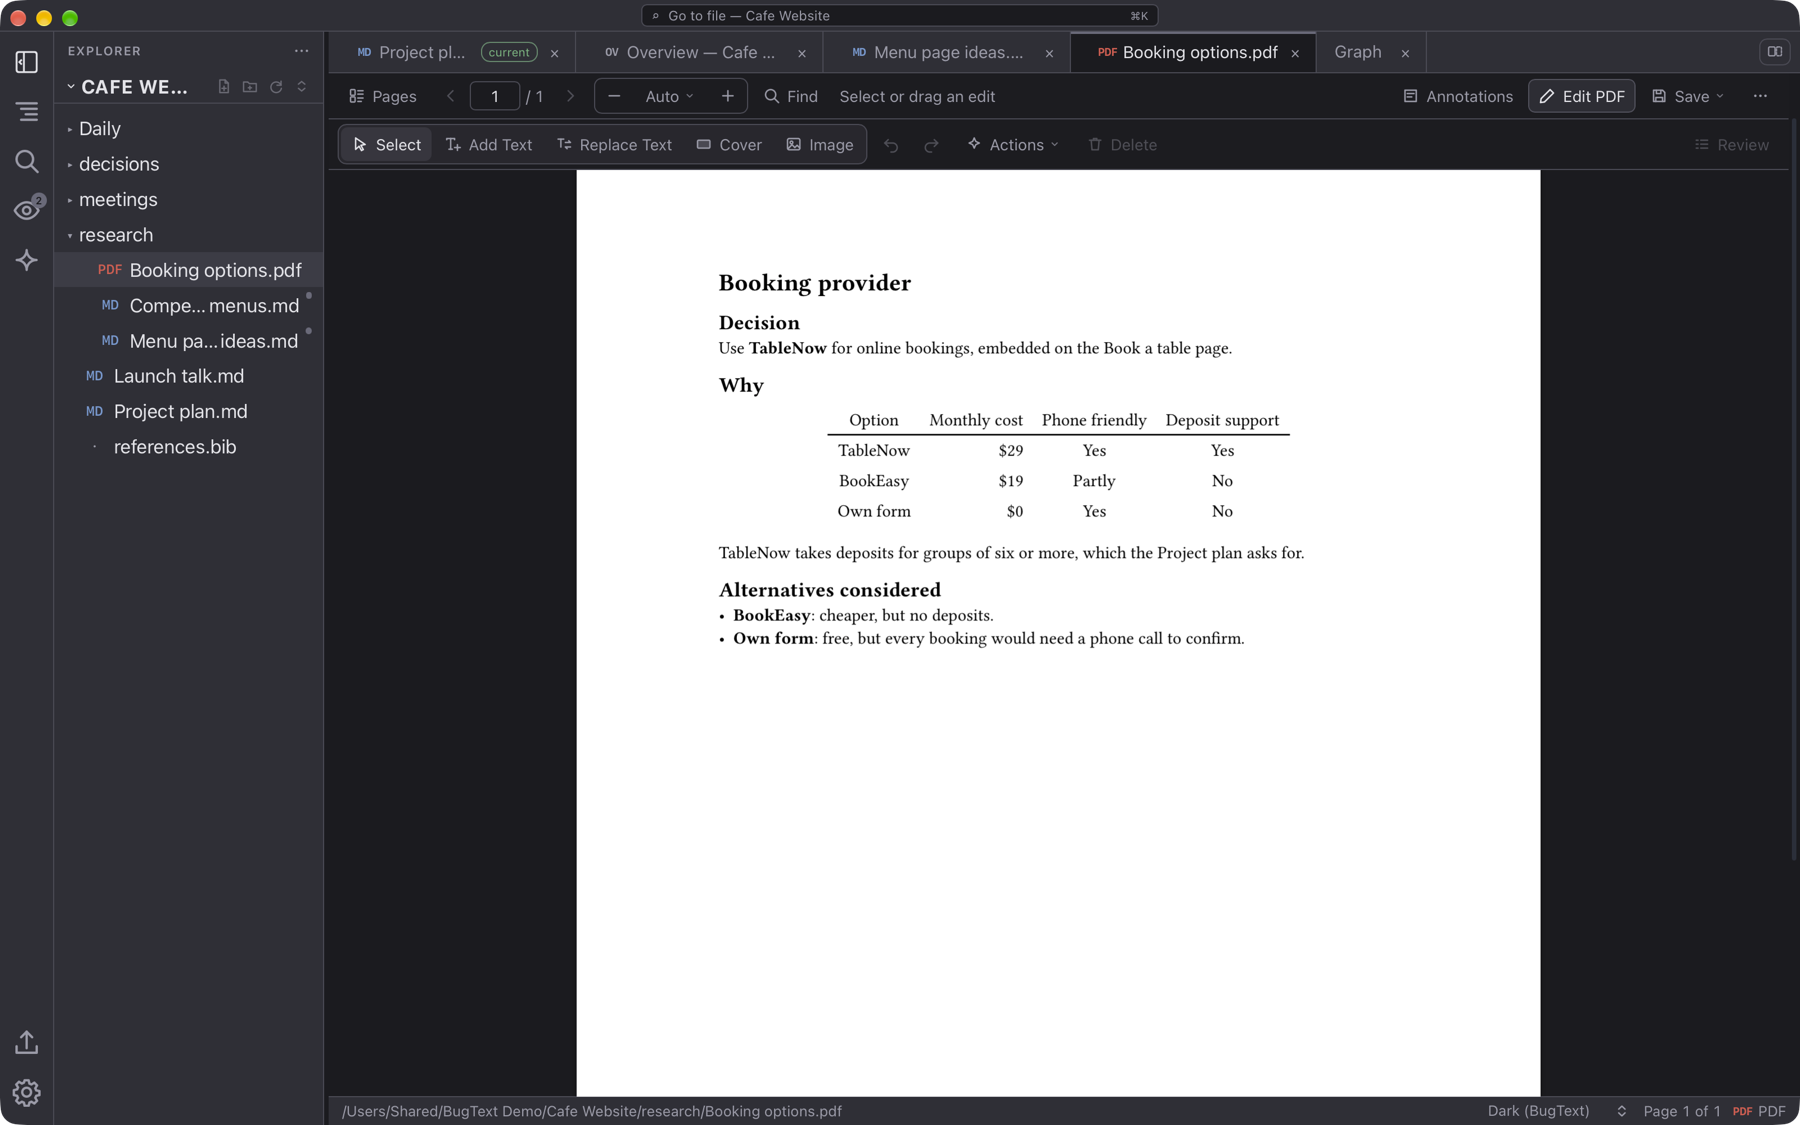 Go to file — Cafe Website
⌘K
EXPLORER
CAFE WE...
Daily
decisions
meetings
research
PDF Booking options.pdf
MD Compe...menus.md
MD Menu pa...ideas.md
MD Launch talk.md
MD Project plan.md
references.bib
2
MD Project pl... current ×
OV Overview — Cafe ... ×
MD Menu page ideas.... ×
PDF Booking options.pdf ×
Graph ×
Pages
1 / 1
Auto
Find
Select or drag an edit
Annotations
Edit PDF
Save
Select
Add Text
Replace Text
Cover
Image
Actions
Delete
Review
Booking provider
Decision
Use TableNow for online bookings, embedded on the Book a table page.
Why
Option Monthly cost Phone friendly Deposit support
TableNow $29 Yes Yes
BookEasy $19 Partly No
Own form $0 Yes No
TableNow takes deposits for groups of six or more, which the Project plan asks for.
Alternatives considered
• BookEasy: cheaper, but no deposits.
• Own form: free, but every booking would need a phone call to confirm.
/Users/Shared/BugText Demo/Cafe Website/research/Booking options.pdf
Dark (BugText)
Page 1 of 1
PDF PDF